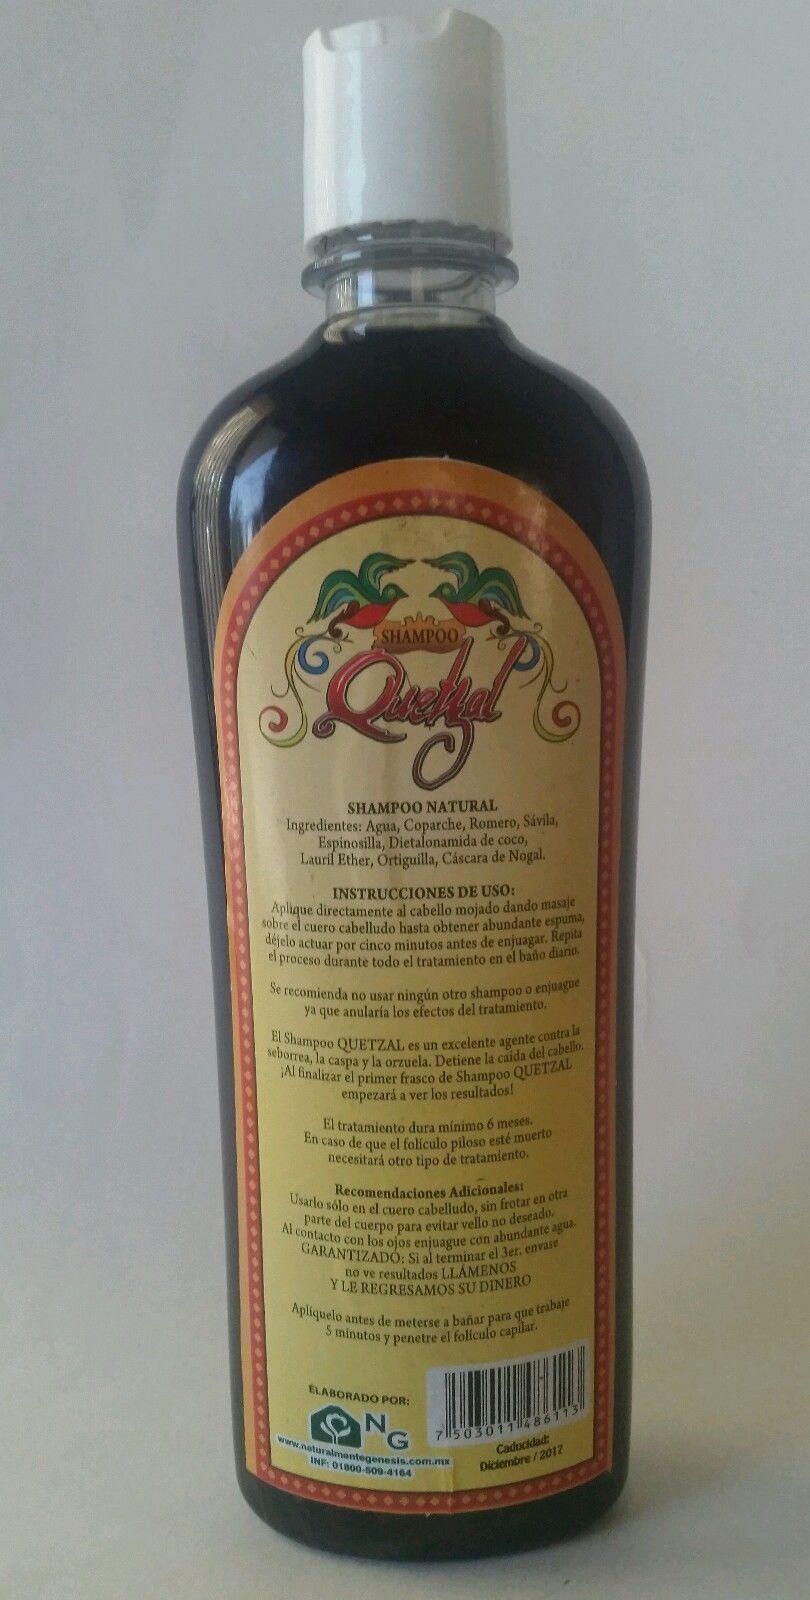 SHAMPOO
Quetzal
SHAMPOO NATURAL
Ingredientes: Agua, Coparche, Romero, Sávila,
Espinosilla, Dietalonamida de coco,
Lauril Ether, Ortiguilla, Cáscara de Nogal.
INSTRUCCIONES DE USO:
Aplique directamente al cabello mojado dando masaje
sobre el cuero cabelludo hasta obtener abundante espuma,
déjelo actuar por cinco minutos antes de enjuagar. Repita
el proceso durante todo el tratamiento en el baño diario.
Se recomienda no usar ningún otro shampoo o enjuague
ya que anularía los efectos del tratamiento.
El Shampoo QUETZAL es un excelente agente contra la
seborrea, la caspa y la orzuela. Detiene la caída del cabello.
¡Al finalizar el primer frasco de Shampoo QUETZAL
empezará a ver los resultados!
El tratamiento dura mínimo 6 meses.
En caso de que el folículo piloso esté muerto
necesitará otro tipo de tratamiento.
Recomendaciones Adicionales:
Usarlo sólo en el cuero cabelludo, sin frotar en otra
parte del cuerpo para evitar vello no deseado.
Al contacto con los ojos enjuague con abundante agua.
GARANTIZADO: Si al terminar el 3er. envase
no ve resultados LLÁMENOS
Y LE REGRESAMOS SU DINERO
Aplíquelo antes de meterse a bañar para que trabaje
5 minutos y penetre el folículo capilar.
ELABORADO POR:
NG
www.naturalmentegenesis.com.mx
INF: 01800-509-4164
7 503011 486113
Caducidad:
Diciembre / 2017